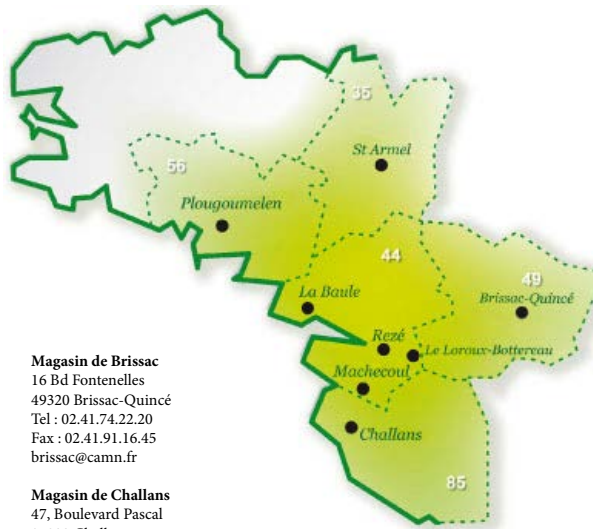 35
St Armel
56
Plougoumelen
44
49
La Baule
Brissac-Quincé
Rezé
Le Loroux-Bottereau
Machecoul
Challans
85
Magasin de Brissac
16 Bd Fontenelles
49320 Brissac-Quincé
Tel : 02.41.74.22.20
Fax : 02.41.91.16.45
brissac@camn.fr
Magasin de Challans
47, Boulevard Pascal